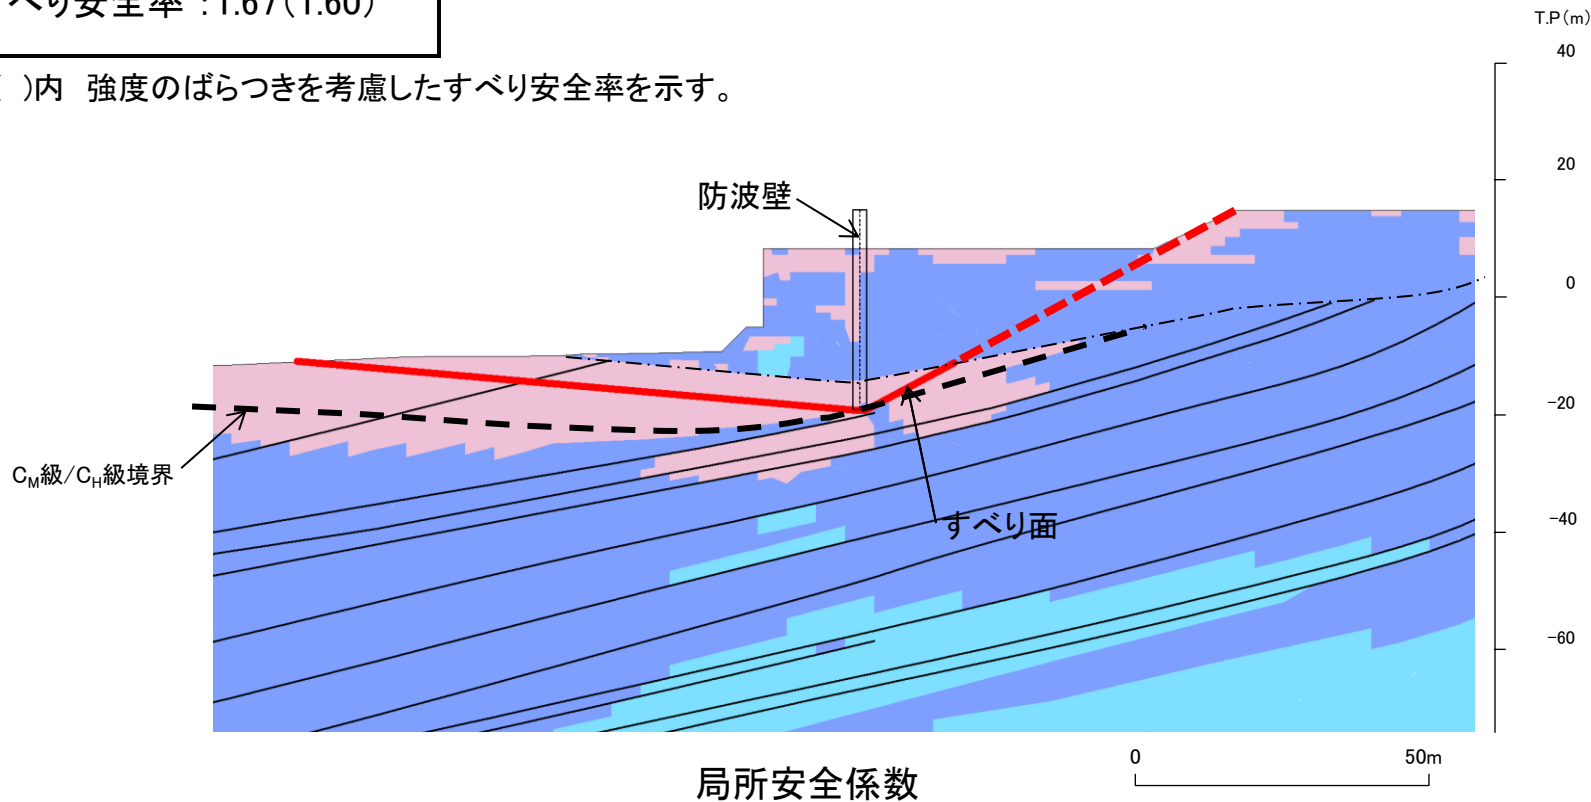 べり安全率：1.67(1.60)
)内 強度のばらつきを考慮したすべり安全率を示す。
T.P(m)
40
20
0
-20
-40
-60
防波壁
CM級/CH級境界
すべり面
局所安全係数
0 50m